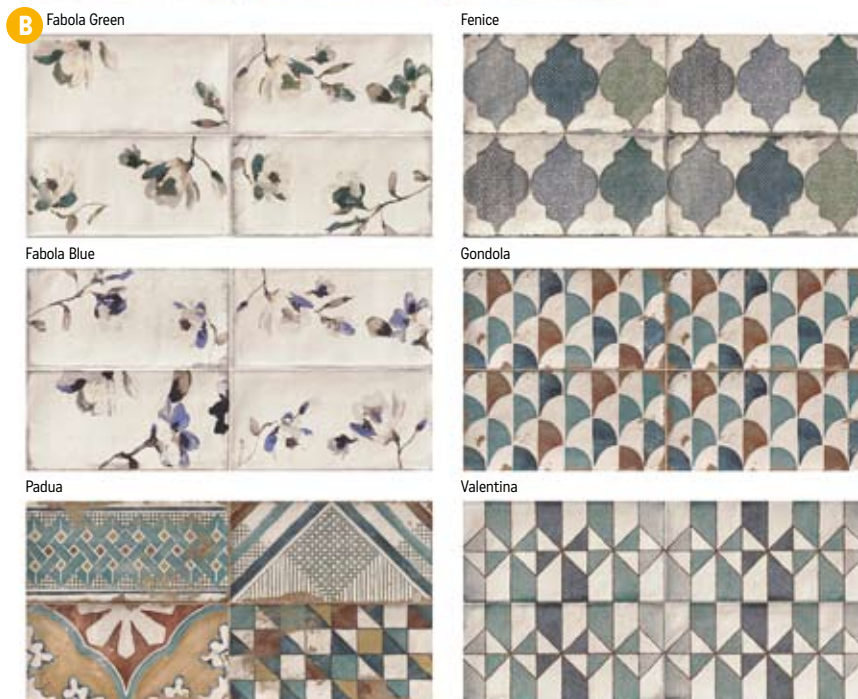 B
Fabola Green
Fenice
Fabola Blue
Gondola
Padua
Valentina